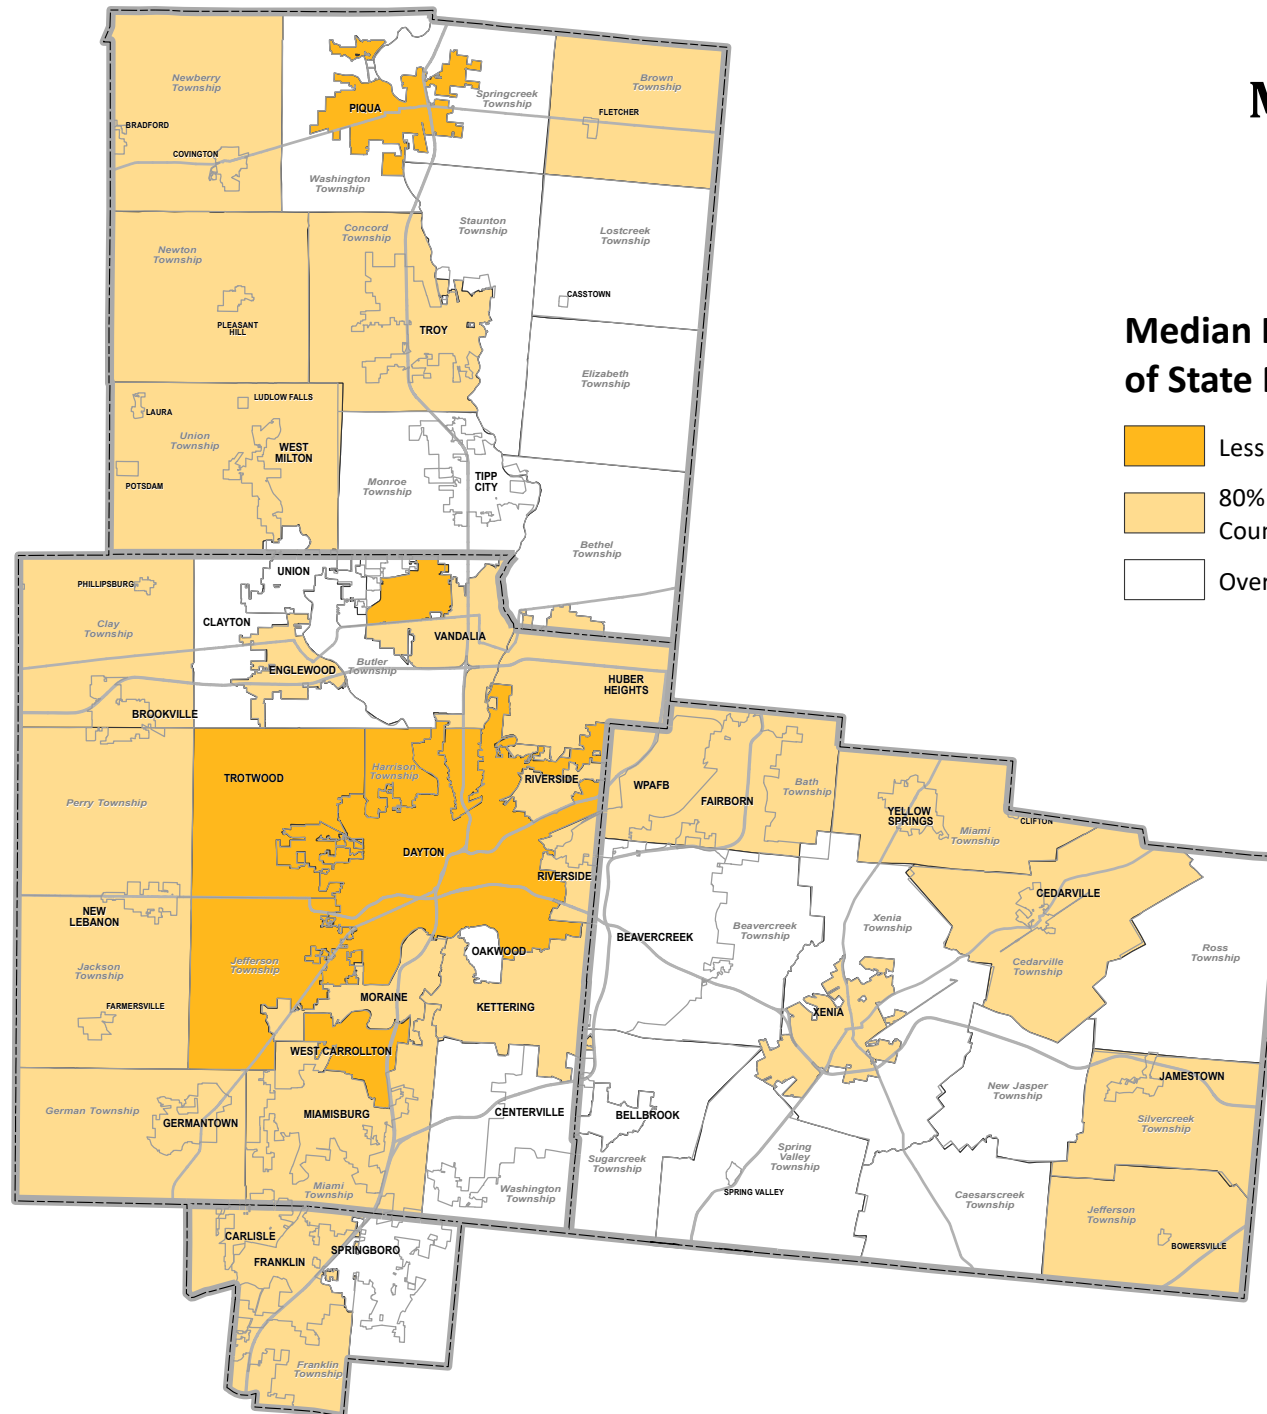 M
Newberry
Township
BRADFORD
COVINGTON
PIQUA
Springcreek
Township
Brown
Township
FLETCHER
Washington
Township
Staunton
Township
Lostcreek
Township
CASSTOWN
Concord
Township
Newton
Township
PLEASANT
HILL
TROY
Elizabeth
Township
Median
of State
Less
80%
Coun
Over
LAURA
LUDLOW FALLS
Union
Township
WEST
MILTON
POTSDAM
Monroe
Township
TIPP
CITY
Bethel
Township
PHILLIPSBURG
UNION
Clay
Township
CLAYTON
VANDALIA
Butler
Township
ENGLEWOOD
HUBER
HEIGHTS
BROOKVILLE
TROTWOOD
Harrison
Township
RIVERSIDE
Perry Township
DAYTON
RIVERSIDE
WPAFB
FAIRBORN
Bath
Township
YELLOW
SPRINGS
Miami
Township
CLIFTON
CEDARVILLE
Cedarville
Township
Ross
Township
NEW
LEBANON
Jackson
Township
FARMERSVILLE
Jefferson
Township
OAKWOOD
MORAINE
KETTERING
BEAVERCREEK
Beavercreek
Township
Xenia
Township
XENIA
WEST CARROLLTON
German Township
GERMANTOWN
MIAMISBURG
Miami
Township
CENTERVILLE
Washington
Township
BELLBROOK
Sugarcreek
Township
Spring
Valley
Township
SPRING VALLEY
New Jasper
Township
Caesarscreek
Township
JAMESTOWN
Silvercreek
Township
Jefferson
Township
BOWERSVILLE
CARLISLE
FRANKLIN
SPRINGBORO
Franklin
Township